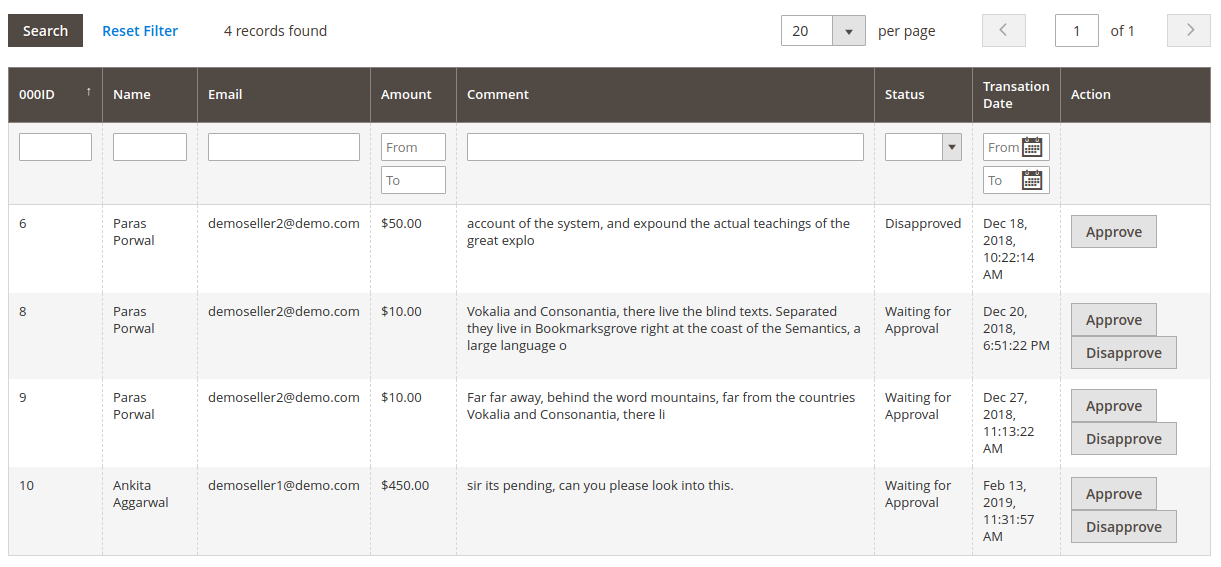 Search Reset Filter 4 records found 20 per page 1 of 1
000ID ↑ Name Email Amount Comment Status Transation Date Action
From From
To To
6 Paras Porwal demoseller2@demo.com $50.00 account of the system, and expound the actual teachings of the great explo Disapproved Dec 18, 2018, 10:22:14 AM Approve
8 Paras Porwal demoseller2@demo.com $10.00 Vokalia and Consonantia, there live the blind texts. Separated they live in Bookmarksgrove right at the coast of the Semantics, a large language o Waiting for Approval Dec 20, 2018, 6:51:22 PM Approve Disapprove
9 Paras Porwal demoseller2@demo.com $10.00 Far far away, behind the word mountains, far from the countries Vokalia and Consonantia, there li Waiting for Approval Dec 27, 2018, 11:13:22 AM Approve Disapprove
10 Ankita Aggarwal demoseller1@demo.com $450.00 sir its pending, can you please look into this. Waiting for Approval Feb 13, 2019, 11:31:57 AM Approve Disapprove